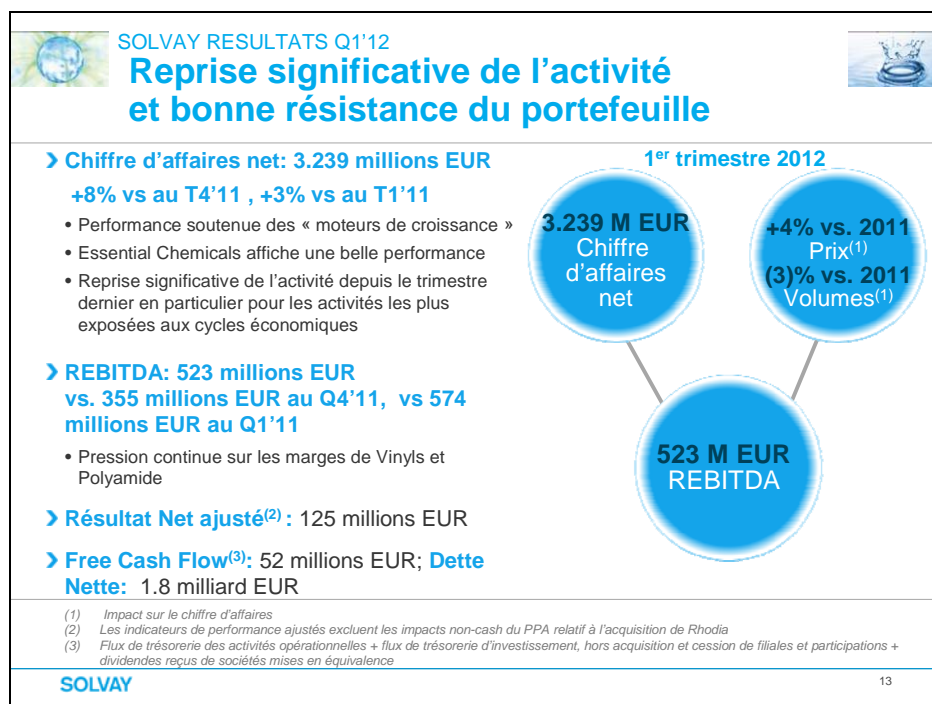 SOLVAY RESULTATS Q1'12
Reprise significative de l'activité
et bonne résistance du portefeuille
Chiffre d'affaires net: 3.239 millions EUR
+8% vs au T4'11 , +3% vs au T1'11
• Performance soutenue des « moteurs de croissance »
• Essential Chemicals affiche une belle performance
• Reprise significative de l'activité depuis le trimestre
dernier en particulier pour les activités les plus
exposées aux cycles économiques
REBITDA: 523 millions EUR
vs. 355 millions EUR au Q4'11, vs 574
millions EUR au Q1'11
• Pression continue sur les marges de Vinyls et
Polyamide
Résultat Net ajusté(2) : 125 millions EUR
Free Cash Flow(3): 52 millions EUR; Dette
Nette: 1.8 milliard EUR
1er trimestre 2012
3.239 M EUR
Chiffre
d'affaires
net
+4% vs. 2011
Prix(1)
(3)% vs. 2011
Volumes(1)
523 M EUR
REBITDA
(1) Impact sur le chiffre d'affaires
(2) Les indicateurs de performance ajustés excluent les impacts non-cash du PPA relatif à l'acquisition de Rhodia
(3) Flux de trésorerie des activités opérationnelles + flux de trésorerie d'investissement, hors acquisition et cession de filiales et participations +
dividendes reçus de sociétés mises en équivalence
SOLVAY
13